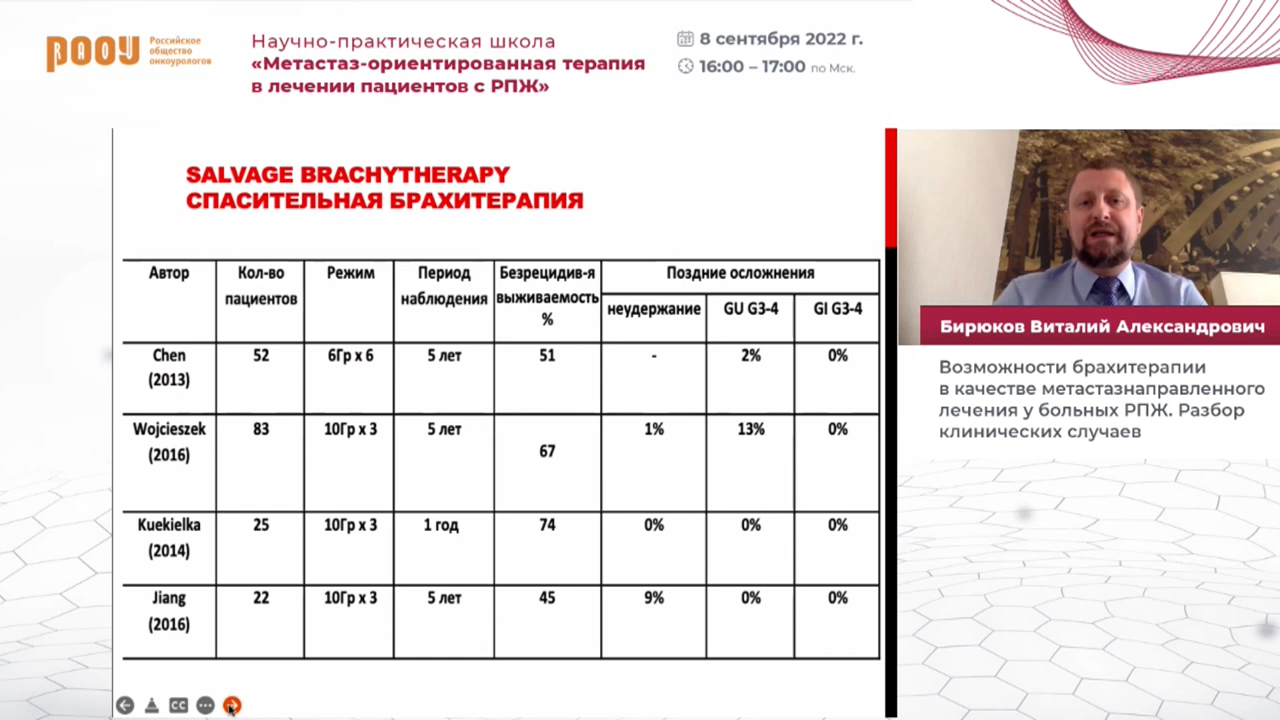 РАОУ
Российское
общество
онкоурологов
Научно-практическая школа
«Метастаз-ориентированная терапия
в лечении пациентов с РПЖ»
8 сентября 2022 г.
16:00 – 17:00 по Мск.
SALVAGE BRACHYTHERAPY
СПАСИТЕЛЬНАЯ БРАХИТЕРАПИЯ
Автор Кол-во пациентов Режим Период наблюдения Безрецидив-я выживаемость % Поздние осложнения
неудержание GU G3-4 GI G3-4
Chen (2013) 52 6Гр х 6 5 лет 51 - 2% 0%
Wojcieszek (2016) 83 10Гр х 3 5 лет 67 1% 13% 0%
Kuekielka (2014) 25 10Гр х 3 1 год 74 0% 0% 0%
Jiang (2016) 22 10Гр х 3 5 лет 45 9% 0% 0%
CC
Бирюков Виталий Александрович
Возможности брахитерапии
в качестве метастазнаправленного
лечения у больных РПЖ. Разбор
клинических случаев